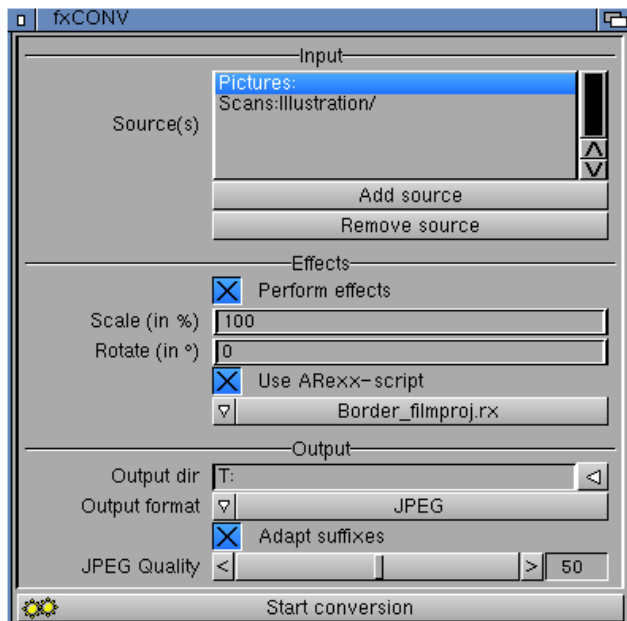 fxCONV
Input
Source(s)
Pictures:
Scans:Illustration/
Add source
Remove source
Effects
Perform effects
Scale (in %) 100
Rotate (in º) 0
Use ARexx-script
Border_filmproj.rx
Output
Output dir T:
Output format JPEG
Adapt suffixes
JPEG Quality < > 50
Start conversion